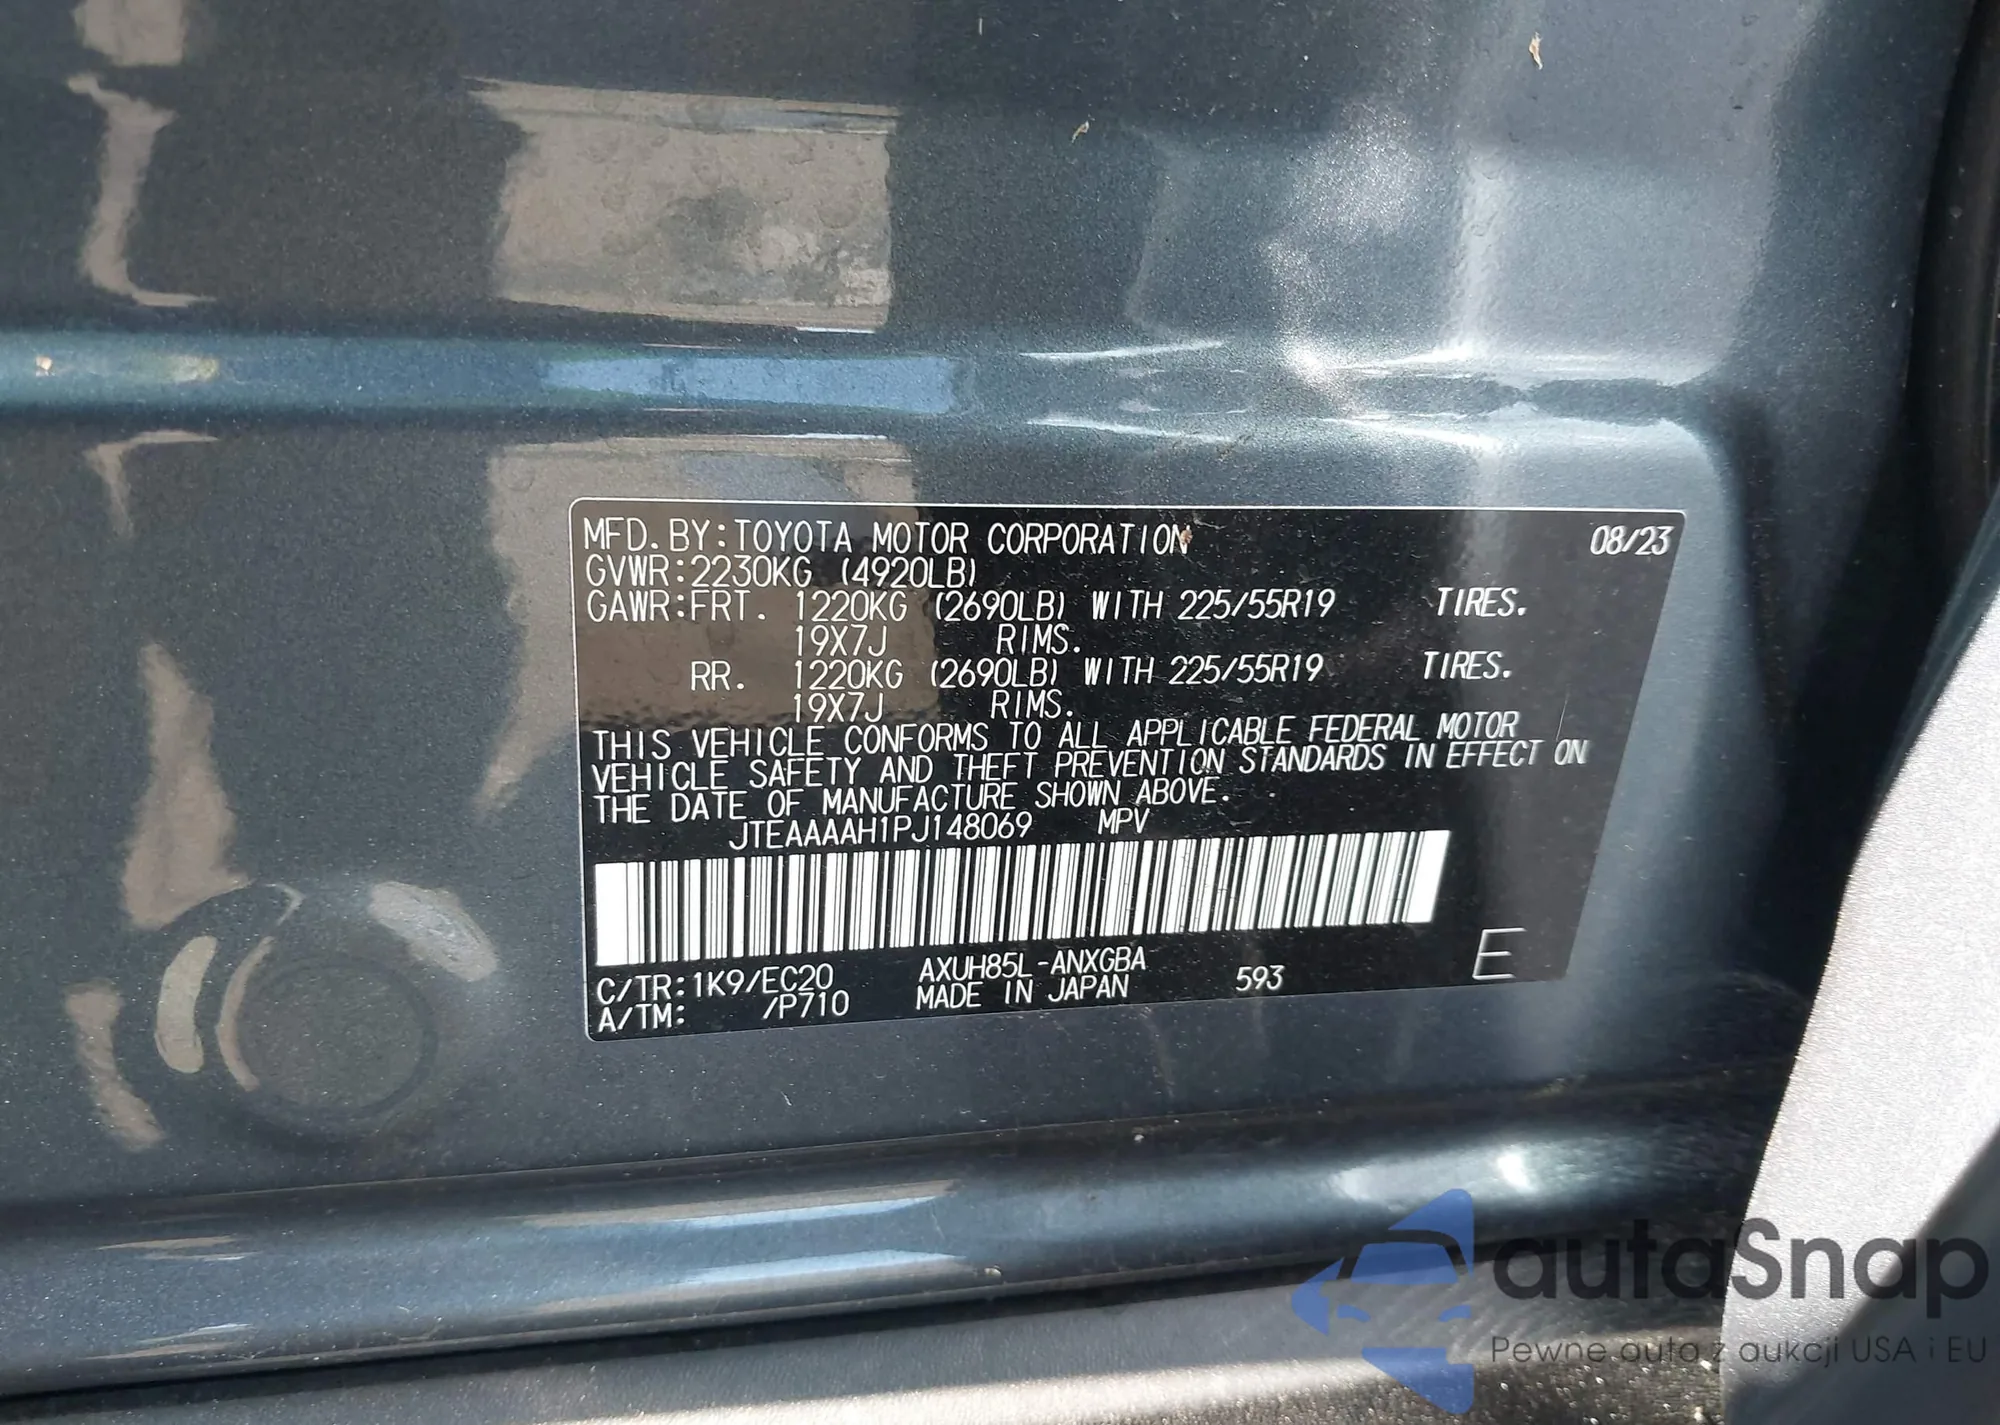 MFD. BY: TOYOTA MOTOR CORPORATION 08/23
GVWR: 2230KG (4920LB)
GAWR: FRT. 1220KG (2690LB) WITH 225/55R19 TIRES.
19X7J RIMS.
RR. 1220KG (2690LB) WITH 225/55R19 TIRES.
19X7J RIMS.
THIS VEHICLE CONFORMS TO ALL APPLICABLE FEDERAL MOTOR
VEHICLE SAFETY AND THEFT PREVENTION STANDARDS IN EFFECT ON
THE DATE OF MANUFACTURE SHOWN ABOVE.
JTEAAAAH1PJ148069 MPV
C/TR: 1K9/EC20 AXUH85L-ANXGBA 593 E
A/TM: /P710 MADE IN JAPAN
autaSnap
Pewne auta z aukcji USA i EU